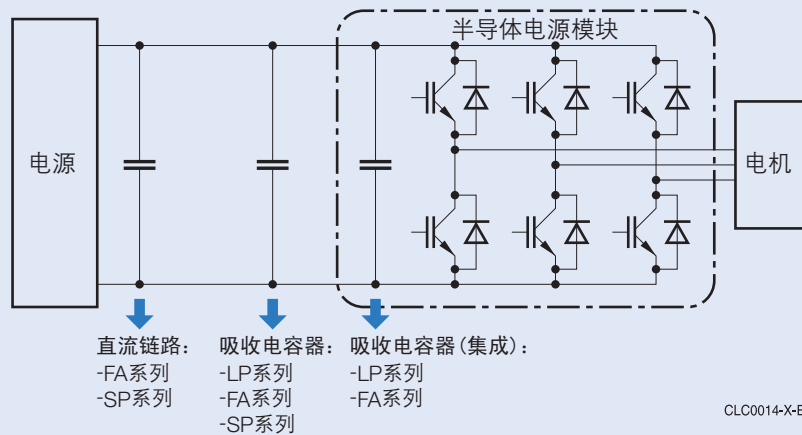 半导体电源模块
电源
电机
直流链路：
-FA系列
-SP系列
吸收电容器：
-LP系列
-FA系列
-SP系列
吸收电容器(集成)：
-LP系列
-FA系列
CLC0014-X-E